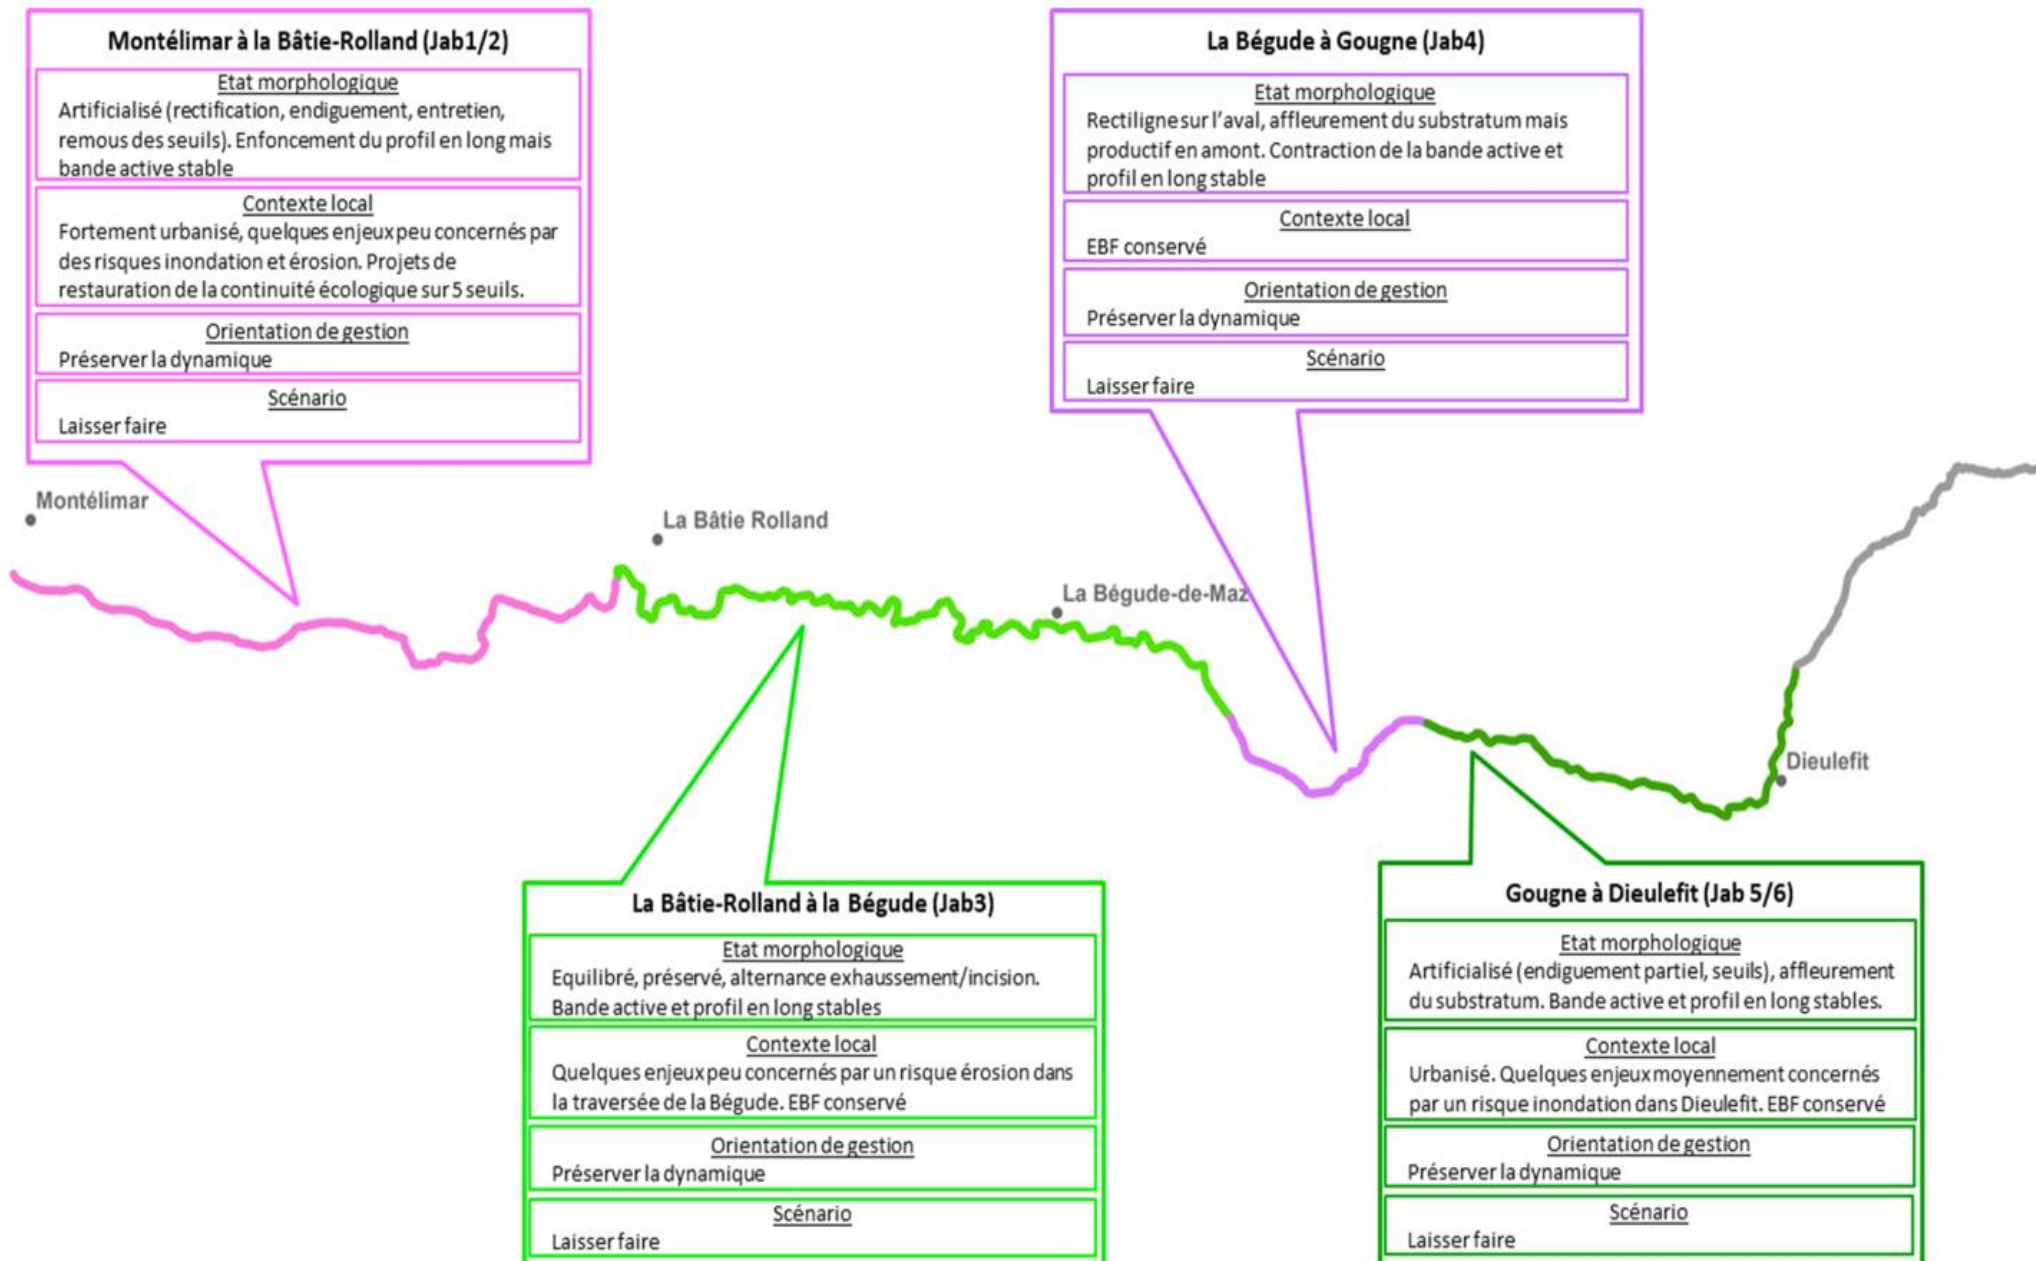 Montélimar à la Bâtie-Rolland (Jab1/2)
Etat morphologique
Artificialisé (rectification, endiguement, entretien,
remous des seuils). Enfoncement du profil en long mais
bande active stable
Contexte local
Fortement urbanisé, quelques enjeux peu concernés par
des risques inondation et érosion. Projets de
restauration de la continuité écologique sur 5 seuils.
Orientation de gestion
Préserver la dynamique
Scénario
Laisser faire
La Bégude à Gougne (Jab4)
Etat morphologique
Rectiligne sur l'aval, affleurement du substratum mais
productif en amont. Contraction de la bande active et
profil en long stable
Contexte local
EBF conservé
Orientation de gestion
Préserver la dynamique
Scénario
Laisser faire
Montélimar
La Bâtie Rolland
La Bégude-de-Maz
Dieulefit
La Bâtie-Rolland à la Bégude (Jab3)
Etat morphologique
Equilibré, préservé, alternance exhaussement/incision.
Bande active et profil en long stables
Contexte local
Quelques enjeux peu concernés par un risque érosion dans
la traversée de la Bégude. EBF conservé
Orientation de gestion
Préserver la dynamique
Scénario
Laisser faire
Gougne à Dieulefit (Jab 5/6)
Etat morphologique
Artificialisé (endiguement partiel, seuils), affleurement
du substratum. Bande active et profil en long stables.
Contexte local
Urbanisé. Quelques enjeux moyennement concernés
par un risque inondation dans Dieulefit. EBF conservé
Orientation de gestion
Préserver la dynamique
Scénario
Laisser faire